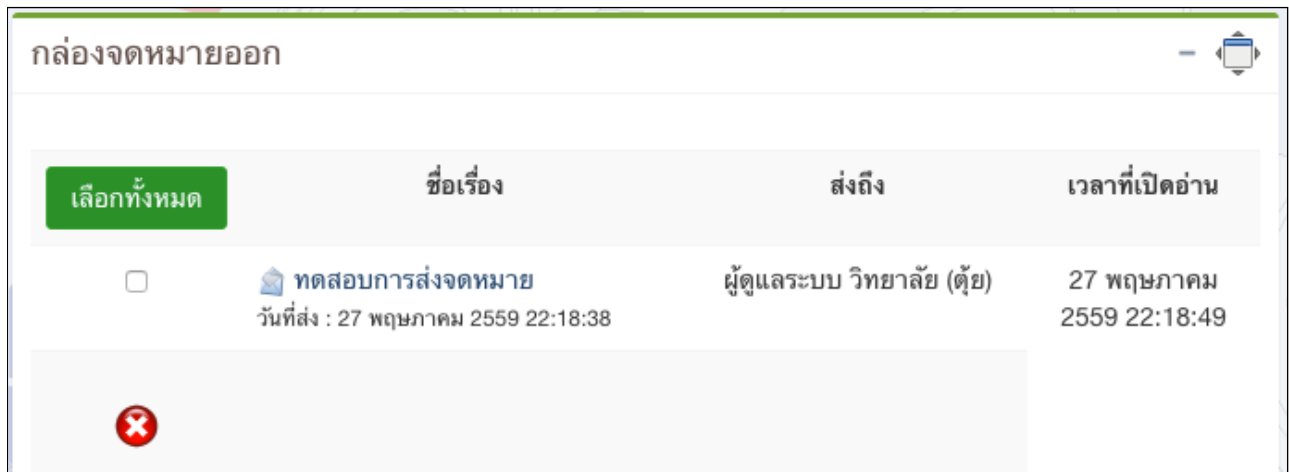 กล่องจดหมายออก
เลือกทั้งหมด ชื่อเรื่อง ส่งถึง เวลาที่เปิดอ่าน
ทดสอบการส่งจดหมาย ผู้ดูแลระบบ วิทยาลัย (ตุ้ย) 27 พฤษภาคม
วันที่ส่ง : 27 พฤษภาคม 2559 22:18:38 2559 22:18:49